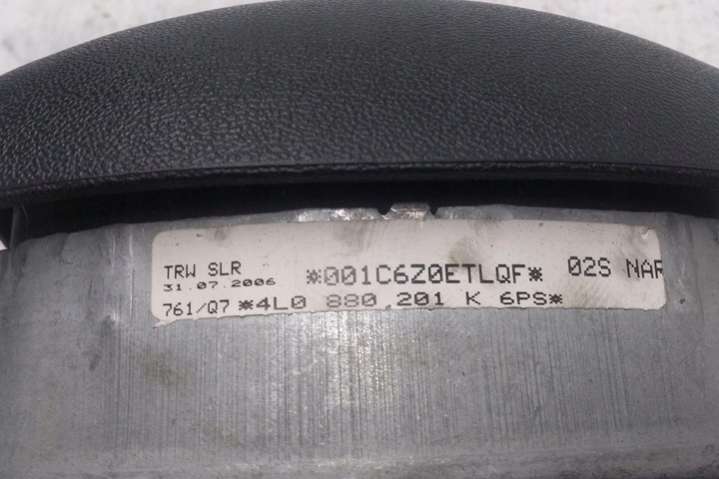 TRW SLR *001C6Z0ETLQF* 02S NAR
31.07.2006
761/Q7 *4L0 880 201 K 6PS*